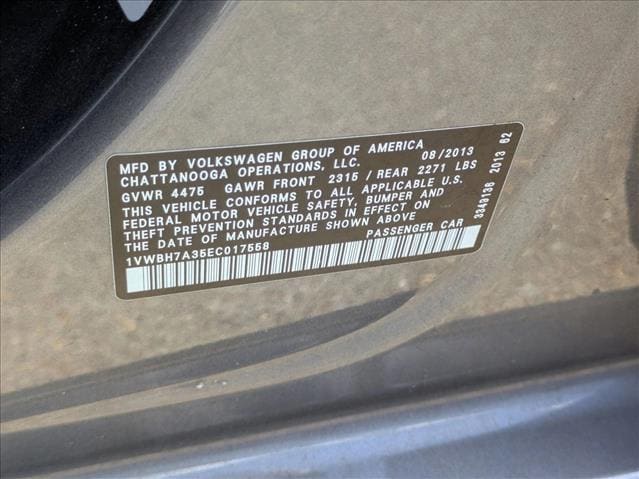 MFD BY VOLKSWAGEN GROUP OF AMERICA 08/2013
CHATTANOOGA OPERATIONS, LLC.
GVWR 4475 GAWR FRONT 2315 / REAR 2271 LBS
THIS VEHICLE CONFORMS TO ALL APPLICABLE U.S.
FEDERAL MOTOR VEHICLE SAFETY, BUMPER AND
THEFT PREVENTION STANDARDS IN EFFECT ON
THE DATE OF MANUFACTURE SHOWN ABOVE
1VWBH7A35EC017558 PASSENGER CAR
3349136 2013 62